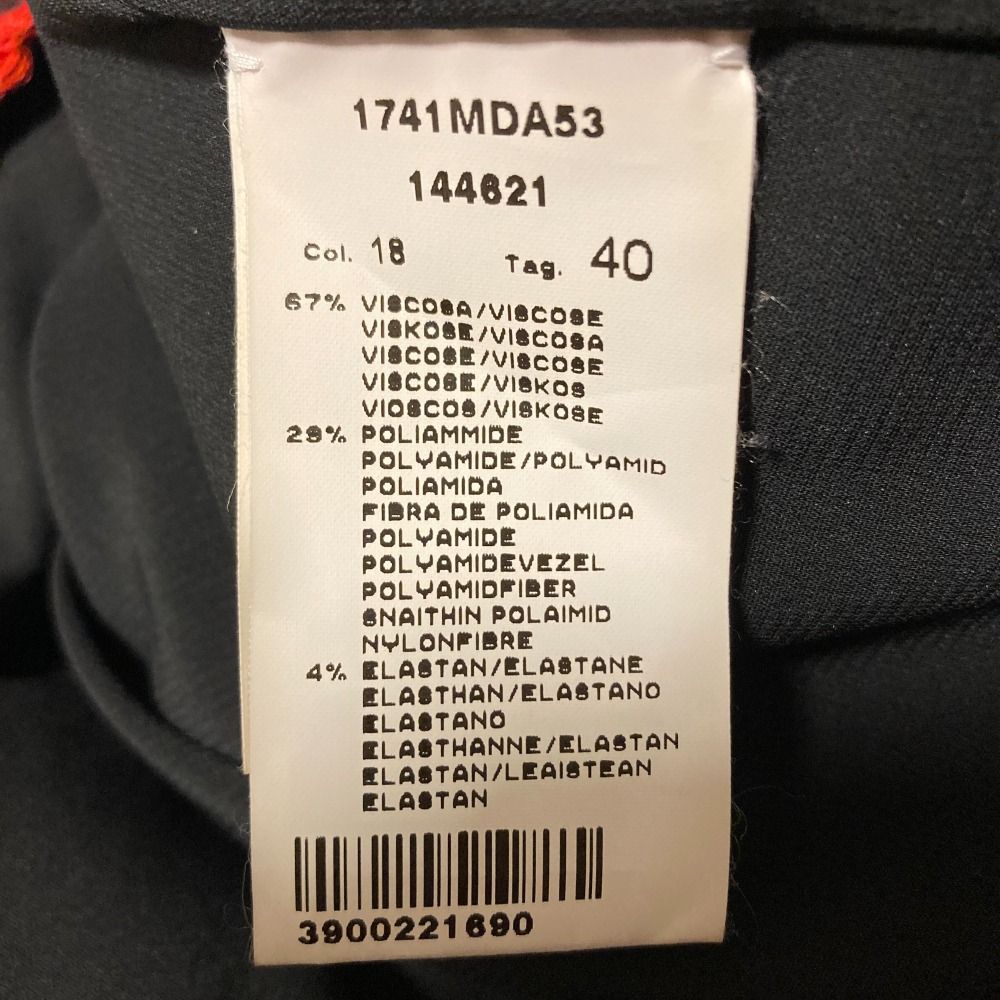 1741MDA53
144621
Col. 18 Tag. 40
67% VISCOSA/VISCOSE
VISKOSE/VISCOSA
VISCOSE/VISCOSE
VISCOSE/VISKOS
VIOSCOS/VISKOSE
29% POLIAMMIDE
POLYAMIDE/POLYAMID
POLIAMIDA
FIBRA DE POLIAMIDA
POLYAMIDE
POLYAMIDEVEZEL
POLYAMIDFIBER
SNAITHIN POLAIMID
NYLONFIBRE
4% ELASTAN/ELASTANE
ELASTHAN/ELASTANO
ELASTANO
ELASTHANNE/ELASTAN
ELASTAN/LEAISTEAN
ELASTAN
3900221690